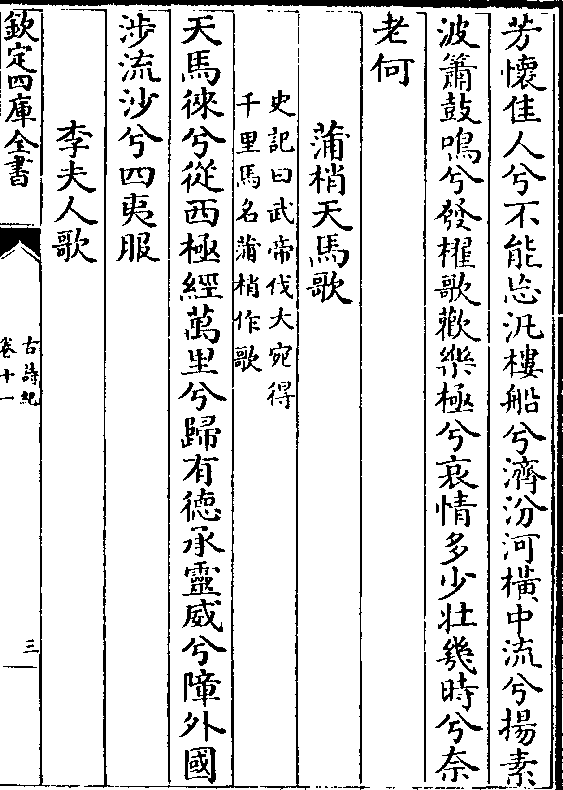 芳懷佳人兮不能忘汎樓船兮濟汾河横中流兮揚素
波簫鼓鳴兮發櫂歌歡樂極兮哀情多少壯幾時兮奈
老何
蒲梢天馬歌
史記曰武帝伐大宛得
千里馬名蒲梢作歌
天馬徠兮從西極經萬里兮歸有德承靈威兮障外國
涉流沙兮四夷服
李夫人歌
欽定四庫全書
古詩紀
卷十一
三